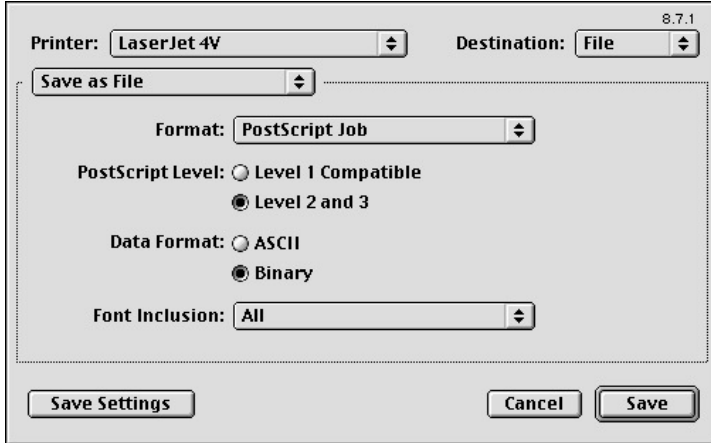 8.7.1
Printer: LaserJet 4V Destination: File
Save as File
Format: PostScript Job
PostScript Level: Level 1 Compatible
Level 2 and 3
Data Format: ASCII
Binary
Font Inclusion: All
Save Settings Cancel Save